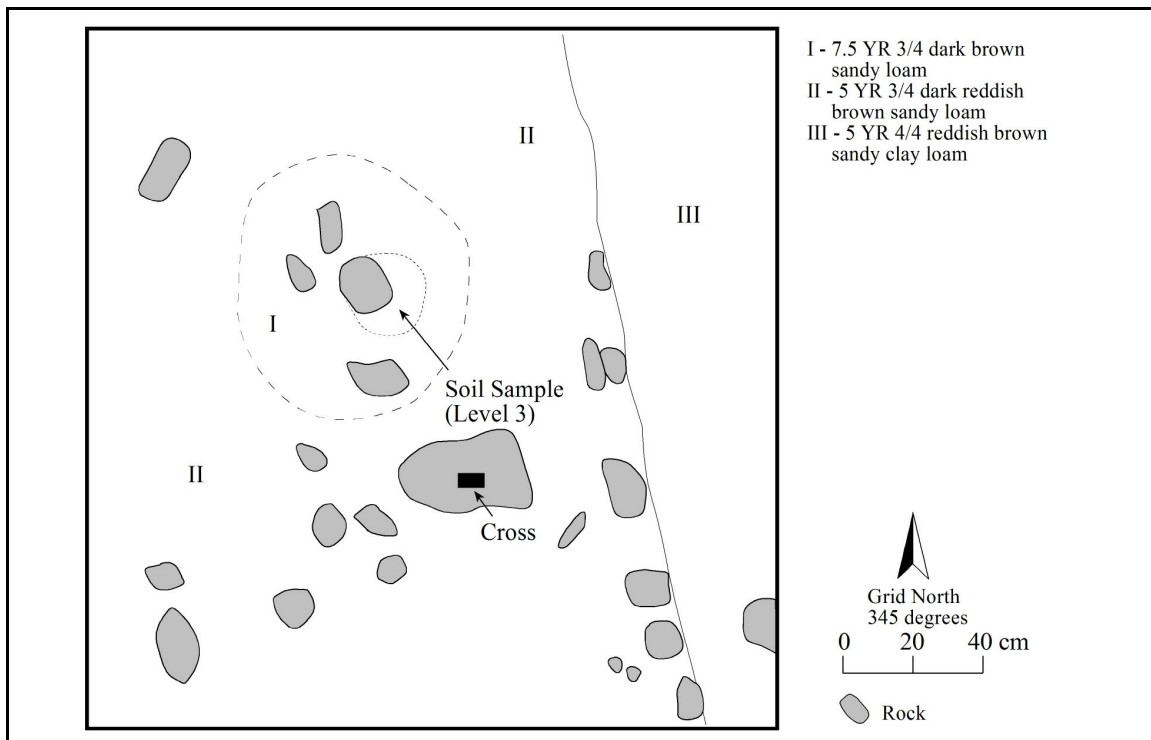 I - 7.5 YR 3/4 dark brown
sandy loam
II - 5 YR 3/4 dark reddish
brown sandy loam
III - 5 YR 4/4 reddish brown
sandy clay loam
II
III
I
Soil Sample
(Level 3)
II
Cross
Grid North
345 degrees
0 20 40 cm
Rock